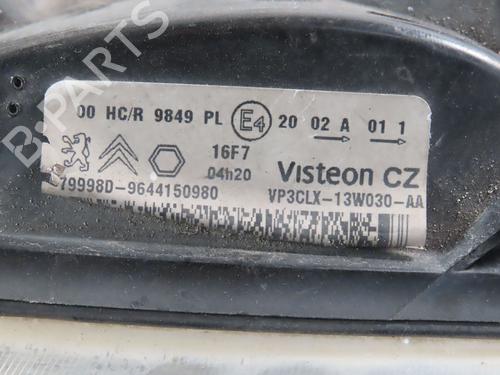 B-PARTS
00 HC/R 9849 PL E4 20 02 A 01 1
16F7
04h20
Visteon CZ
79998D-9644150980
VP3CLX-13W030-AA